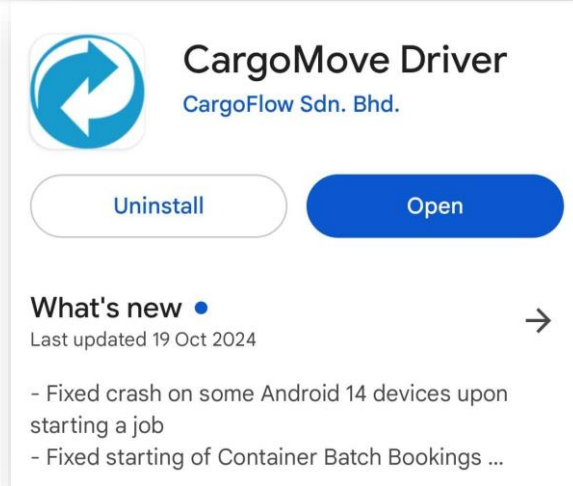 CargoMove Driver
CargoFlow Sdn. Bhd.
Uninstall
Open
What's new
Last updated 19 Oct 2024
- Fixed crash on some Android 14 devices upon
starting a job
- Fixed starting of Container Batch Bookings ...